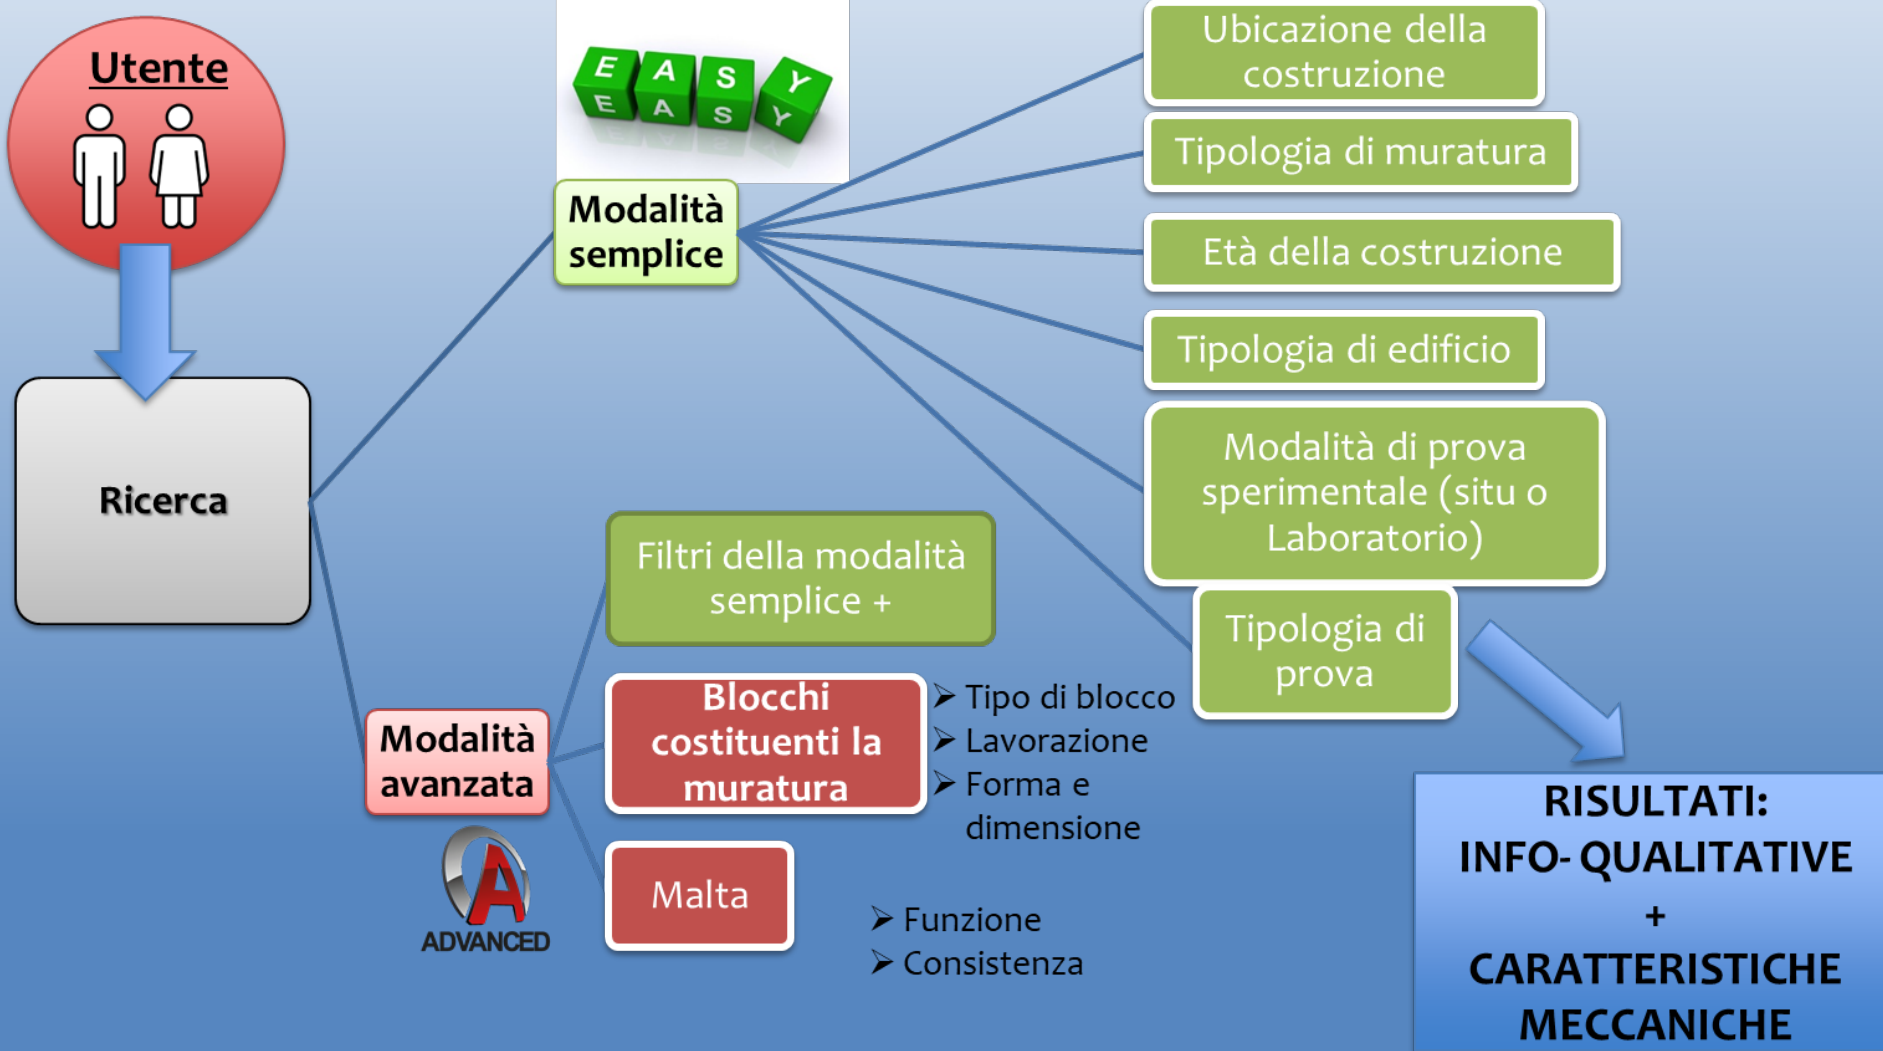 Utente
Ricerca
E A S Y
E A S Y
Modalità
semplice
Ubicazione della
costruzione
Tipologia di muratura
Età della costruzione
Tipologia di edificio
Modalità di prova
sperimentale (situ o
Laboratorio)
Tipologia di
prova
Modalità
avanzata
ADVANCED
Filtri della modalità
semplice +
Blocchi
costituenti la
muratura
➢ Tipo di blocco
➢ Lavorazione
➢ Forma e
dimensione
Malta
➢ Funzione
➢ Consistenza
RISULTATI:
INFO- QUALITATIVE
+
CARATTERISTICHE
MECCANICHE